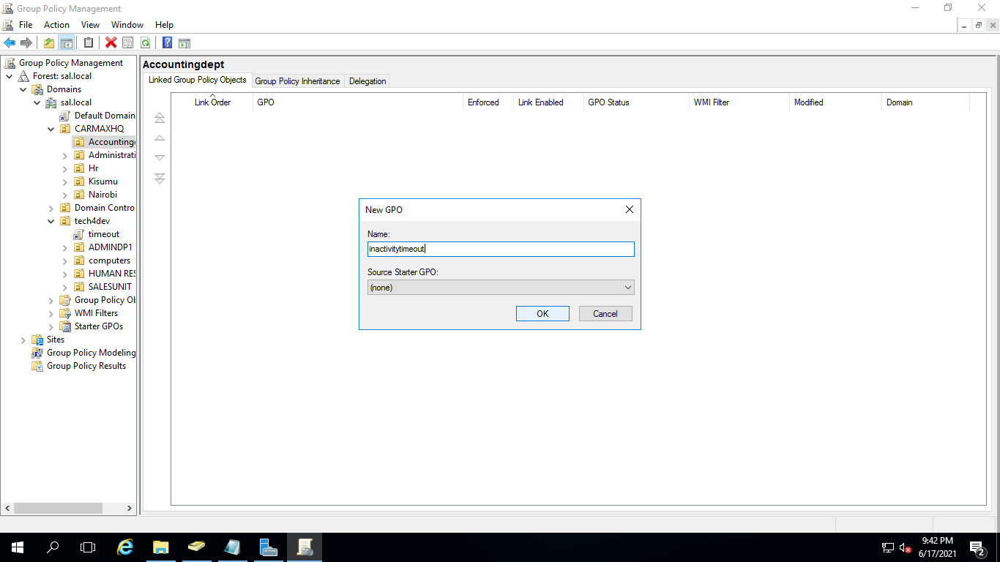 Group Policy Management
File Action View Window Help
Group Policy Management
Forest: sal.local
Domains
sal.local
Default Domain
CARMAXHQ
Accounting
Administrati
Hr
Kisumu
Nairobi
Domain Contro
tech4dev
timeout
ADMINDP1
computers
HUMAN RES
SALESUNIT
Group Policy Ob
WMI Filters
Starter GPOs
Sites
Group Policy Modeling
Group Policy Results
Accountingdept
Linked Group Policy Objects Group Policy Inheritance Delegation
Link Order GPO Enforced Link Enabled GPO Status WMI Filter Modified Domain
New GPO
Name:
inactivitytimeout
Source Starter GPO:
(none)
OK Cancel
9:42 PM
6/17/2021
2